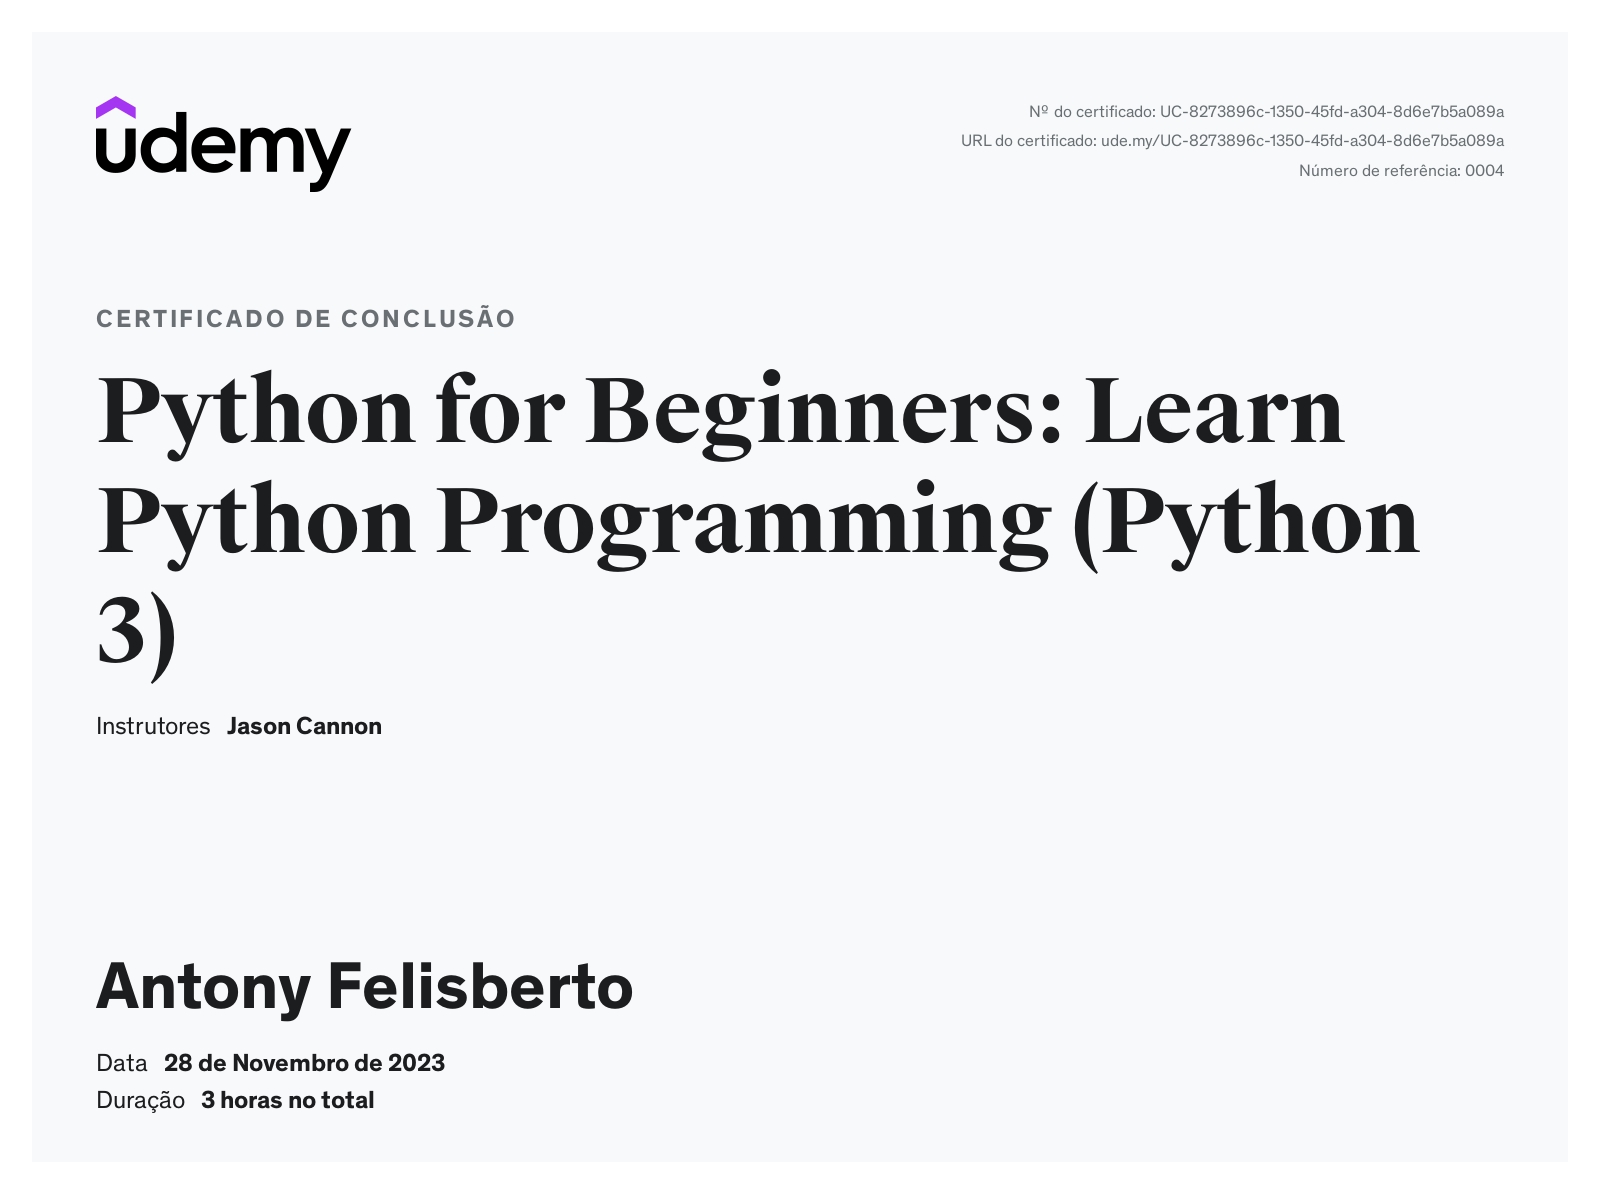 udemy
Nº do certificado: UC-8273896c-1350-45fd-a304-8d6e7b5a089a
URL do certificado: ude.my/UC-8273896c-1350-45fd-a304-8d6e7b5a089a
Número de referência: 0004
CERTIFICADO DE CONCLUSÃO
Python for Beginners: Learn
Python Programming (Python
3)
Instrutores Jason Cannon
Antony Felisberto
Data 28 de Novembro de 2023
Duração 3 horas no total